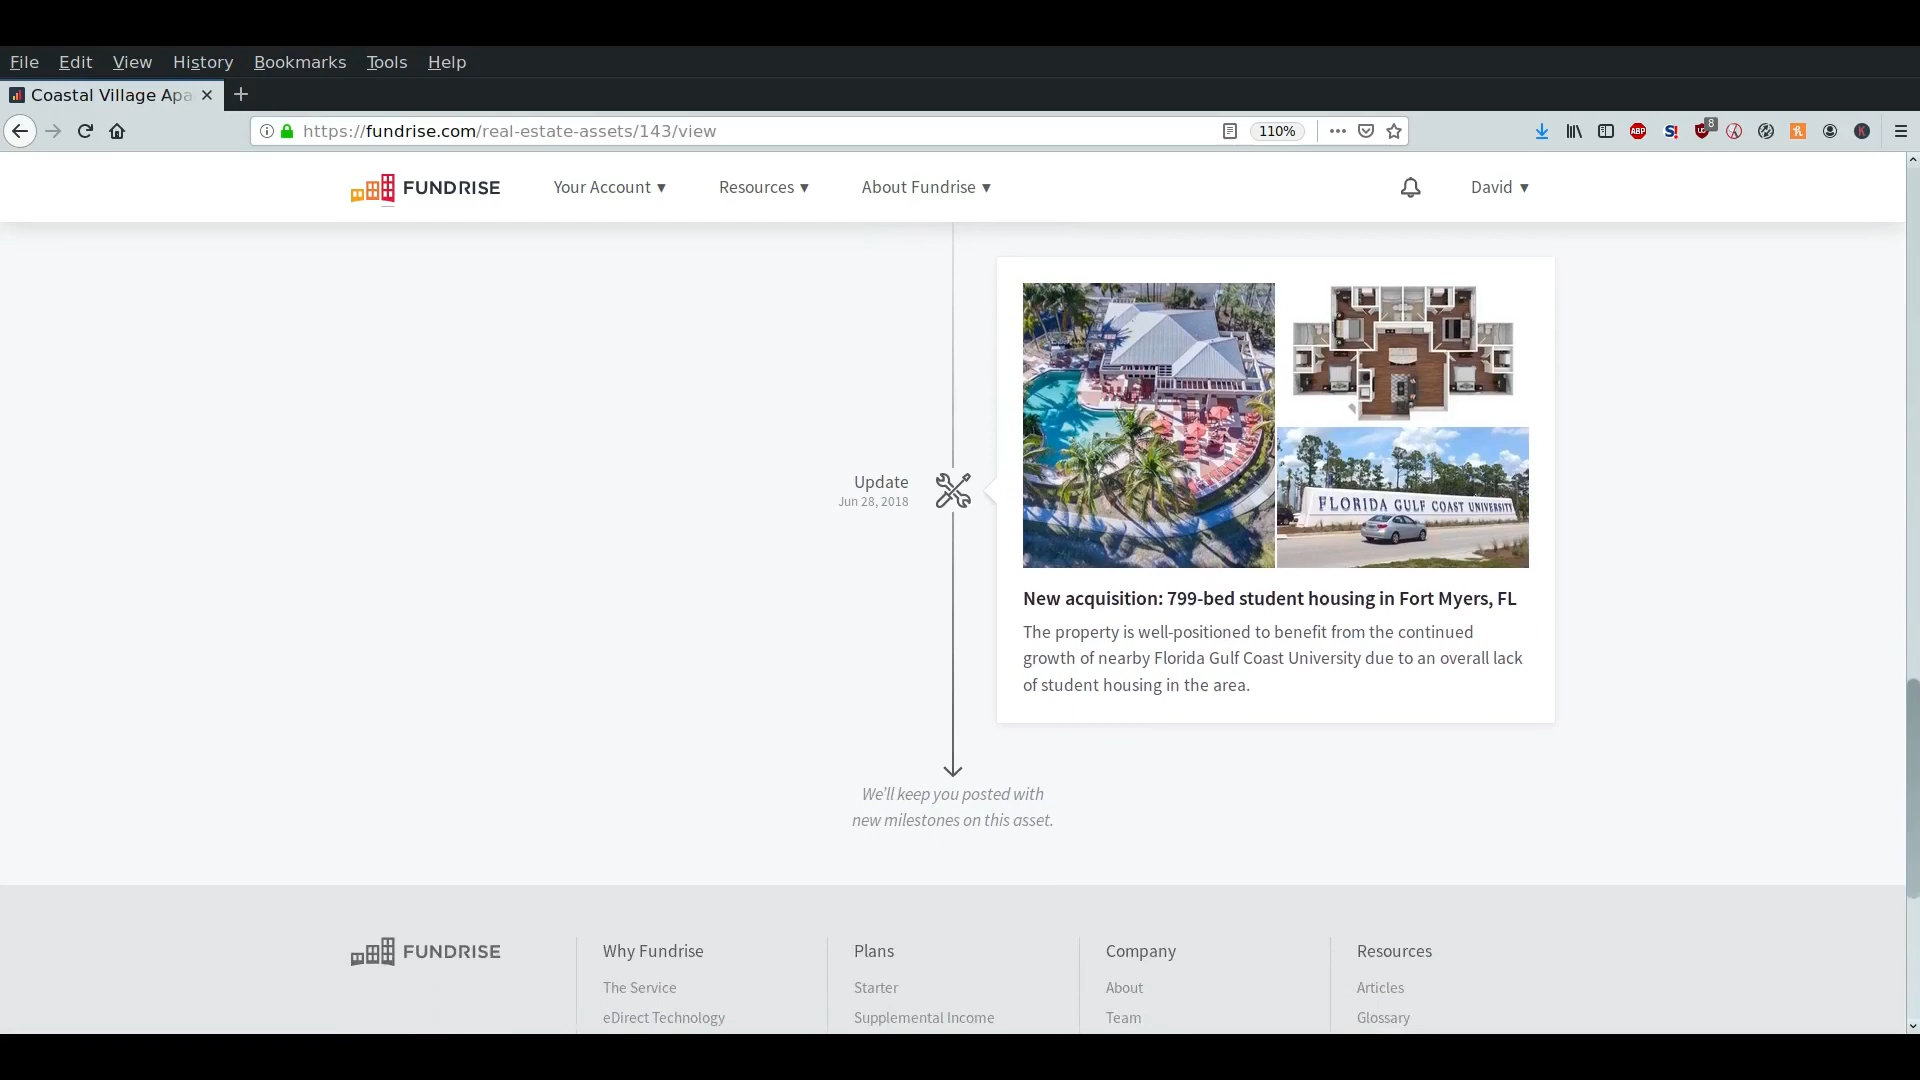 File Edit View History Bookmarks Tools Help
Coastal Village Apa
https://fundrise.com/real-estate-assets/143/view
110%
ABP
S!
8
K
FUNDRISE
Your Account ▾
Resources ▾
About Fundrise ▾
David ▾
FLORIDA GULF COAST UNIVERSITY
Update
Jun 28, 2018
New acquisition: 799-bed student housing in Fort Myers, FL
The property is well-positioned to benefit from the continued
growth of nearby Florida Gulf Coast University due to an overall lack
of student housing in the area.
We'll keep you posted with
new milestones on this asset.
FUNDRISE
Why Fundrise
The Service
eDirect Technology
Plans
Starter
Supplemental Income
Company
About
Team
Resources
Articles
Glossary